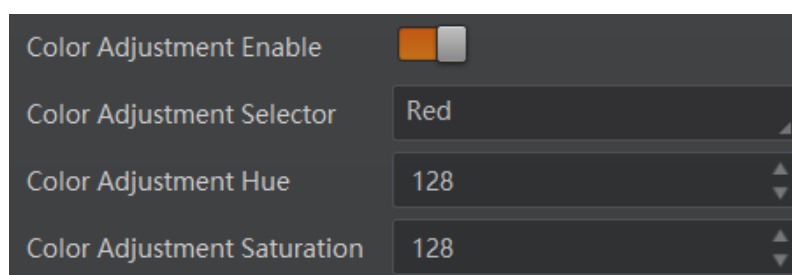 Color Adjustment Enable
Color Adjustment Selector Red
Color Adjustment Hue 128
Color Adjustment Saturation 128